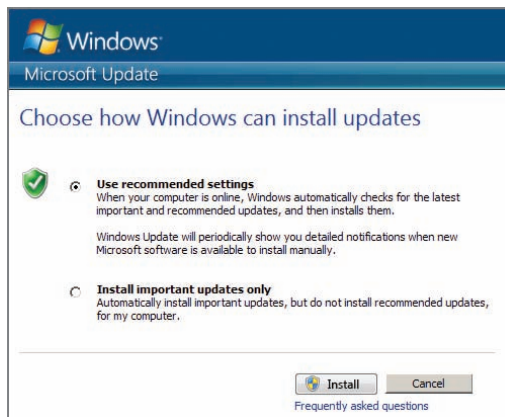 Windows
Microsoft Update
Choose how Windows can install updates
Use recommended settings
When your computer is online, Windows automatically checks for the latest
important and recommended updates, and then installs them.
Windows Update will periodically show you detailed notifications when new
Microsoft software is available to install manually.
Install important updates only
Automatically install important updates, but do not install recommended updates,
for my computer.
Install Cancel
Frequently asked questions